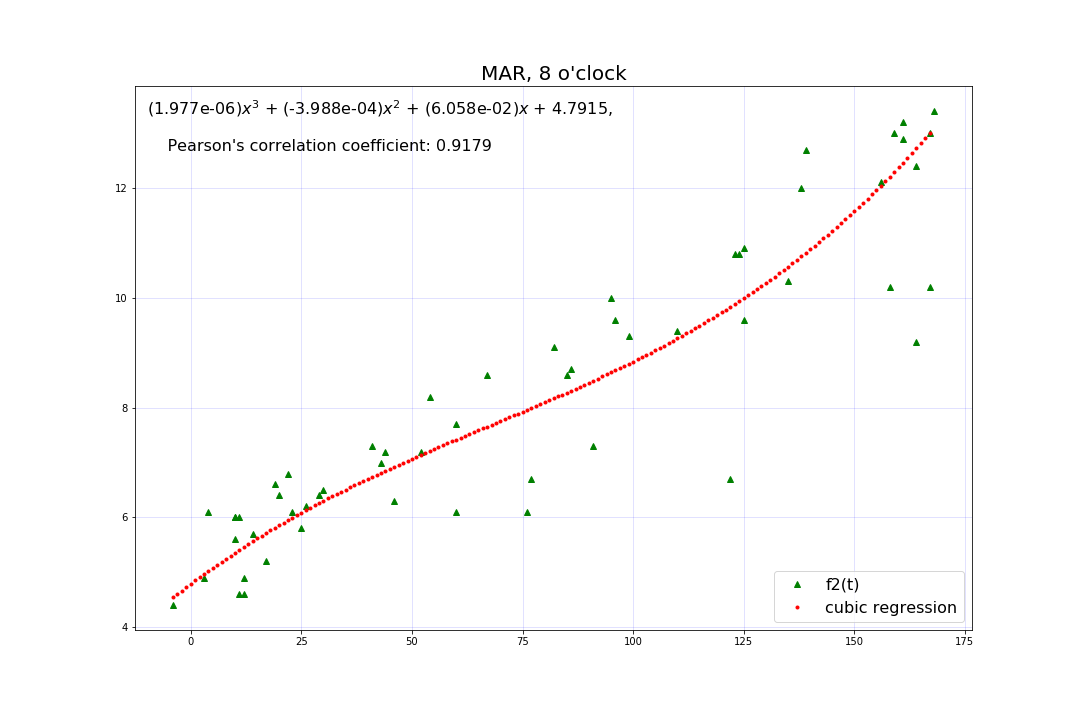 MAR, 8 o'clock
(1.977e-06)x³ + (-3.988e-04)x² + (6.058e-02)x + 4.7915,
Pearson's correlation coefficient: 0.9179
12
10
8
6
4
f2(t)
cubic regression
0 25 50 75 100 125 150 175